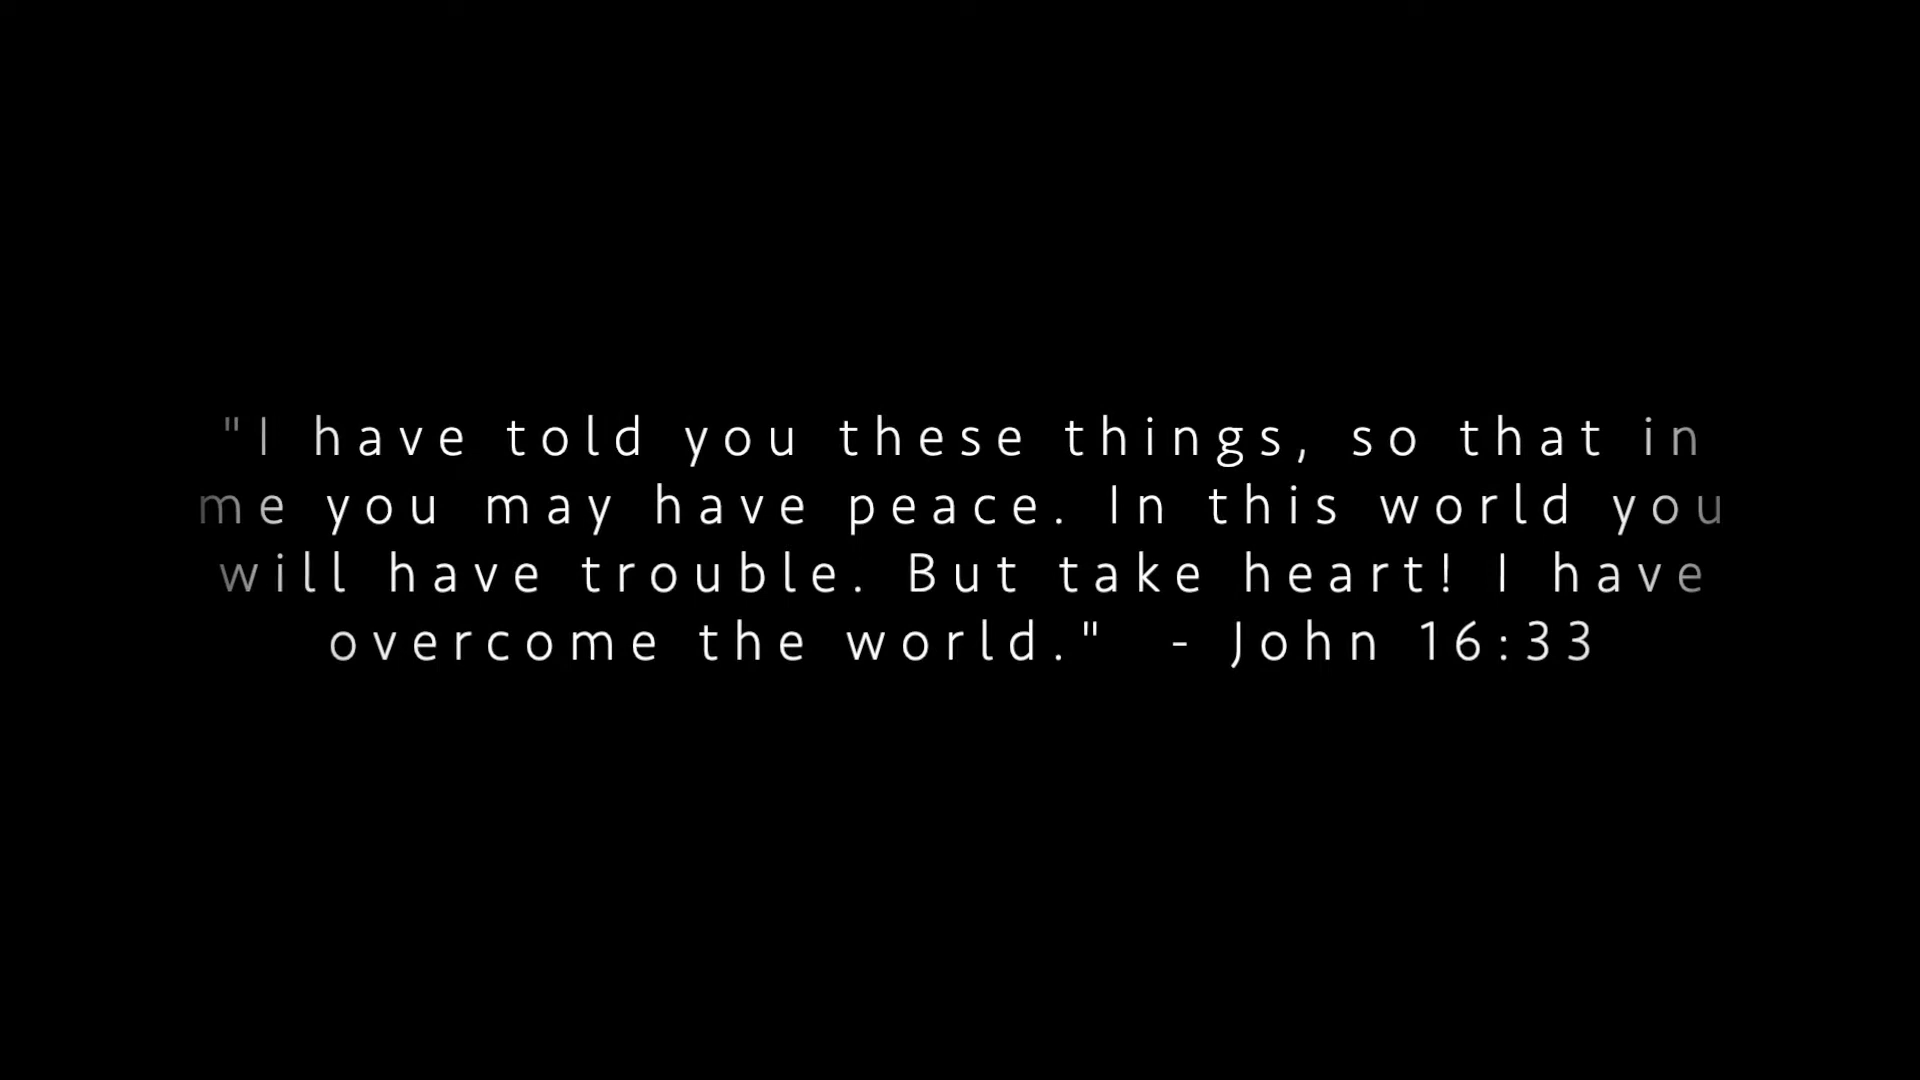 "I have told you these things, so that in
me you may have peace. In this world you
will have trouble. But take heart! I have
overcome the world."  - John 16:33